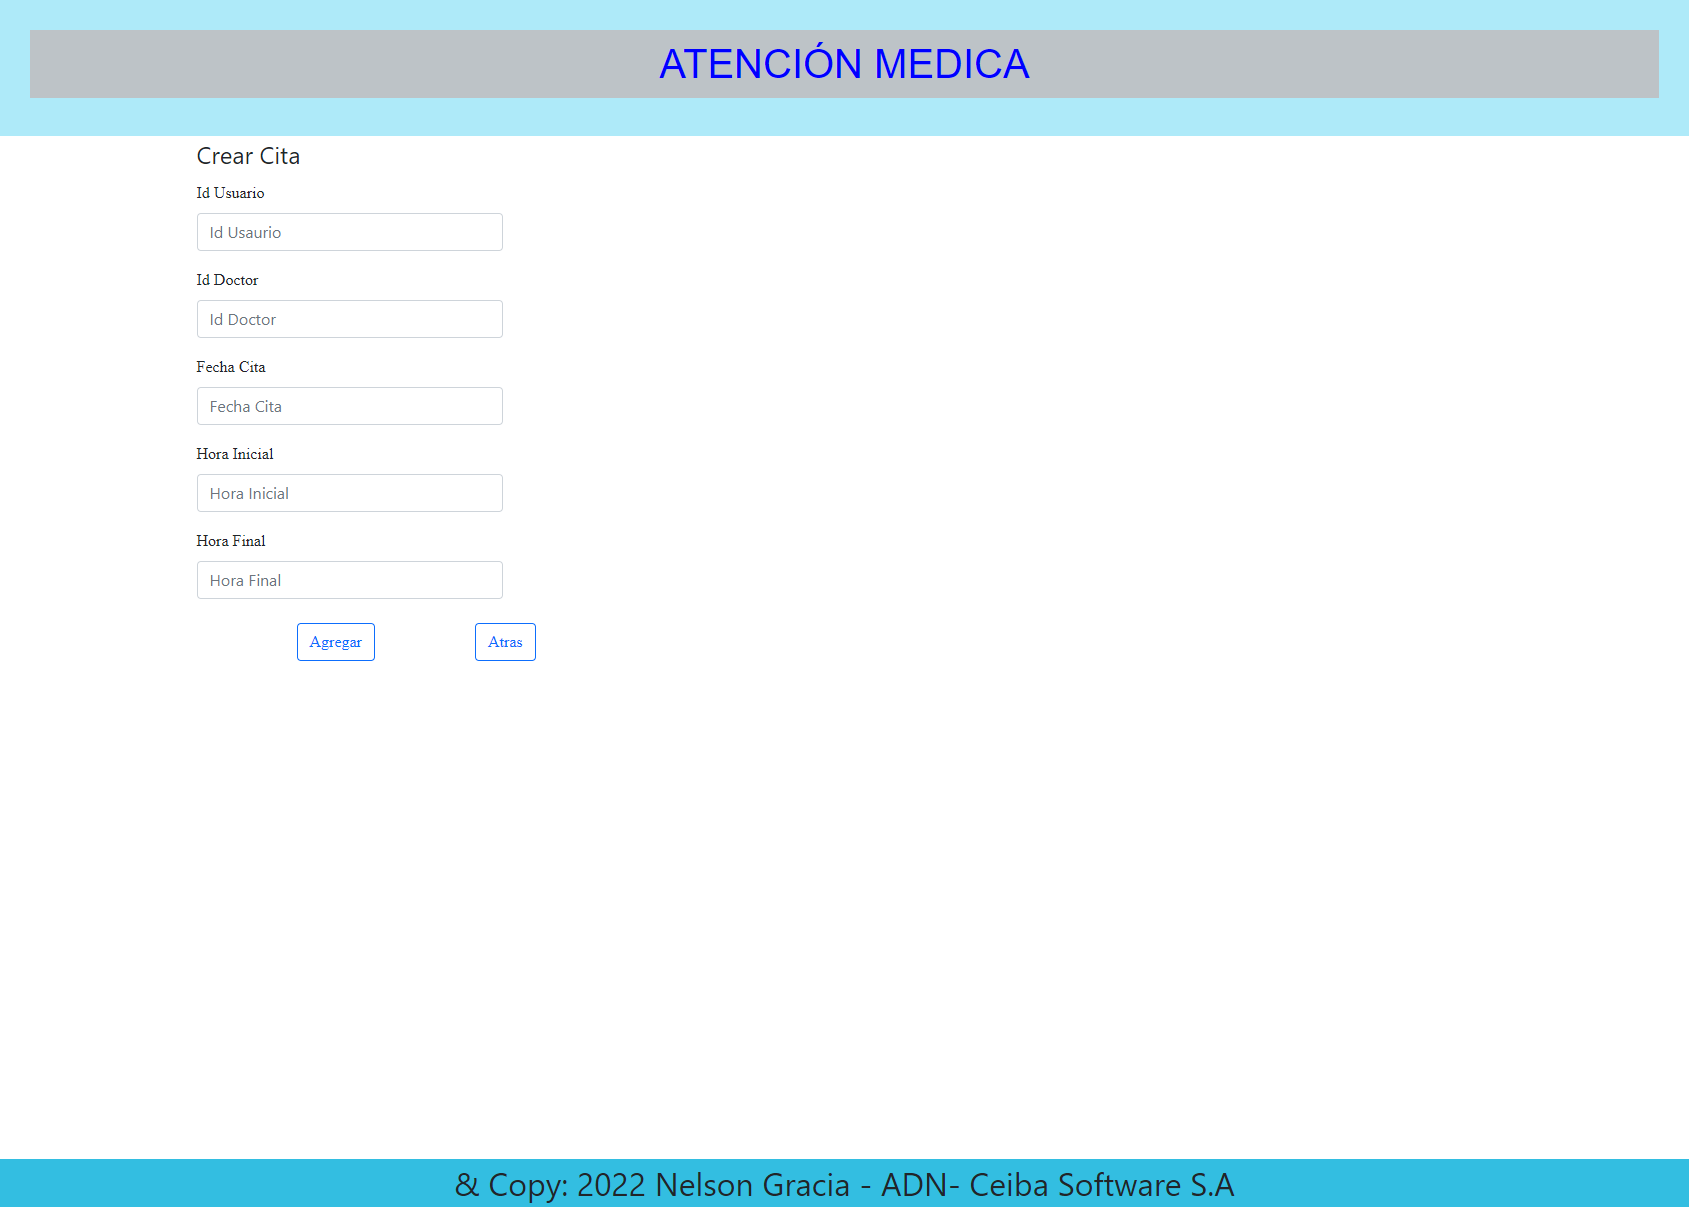 ATENCIÓN MEDICA
Crear Cita
Id Usuario
Id Usaurio
Id Doctor
Id Doctor
Fecha Cita
Fecha Cita
Hora Inicial
Hora Inicial
Hora Final
Hora Final
Agregar Atras
& Copy: 2022 Nelson Gracia - ADN- Ceiba Software S.A